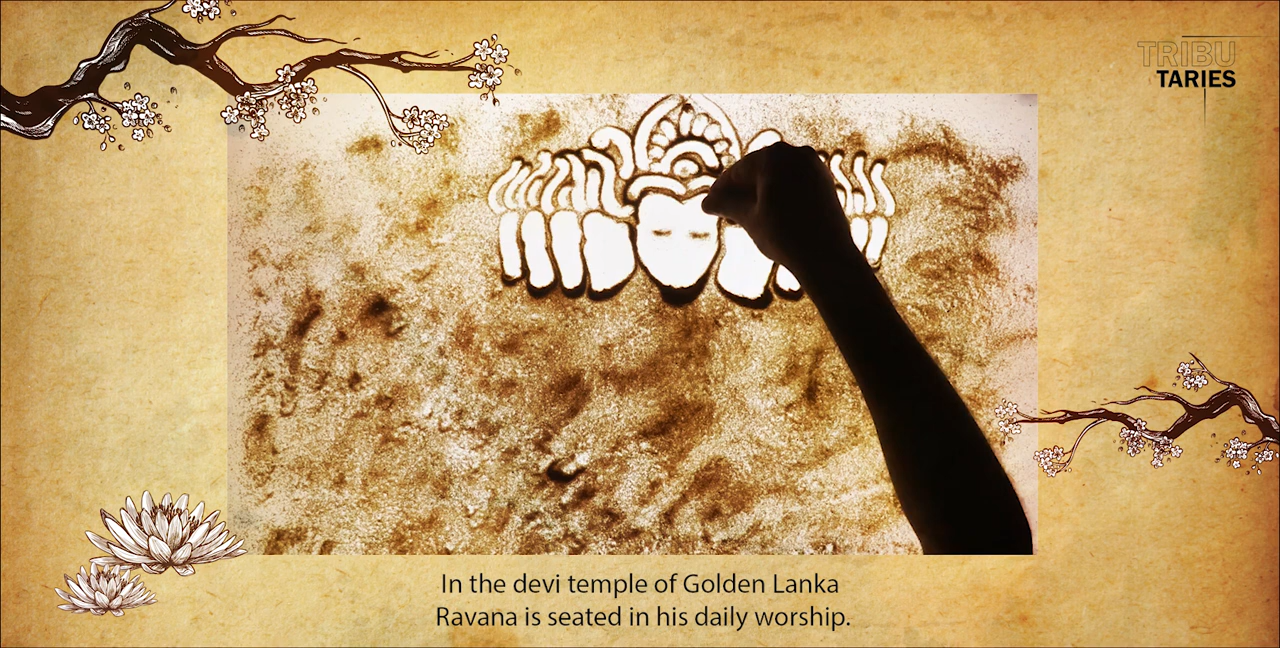 TRIBU
TARIES
In the devi temple of Golden Lanka
Ravana is seated in his daily worship.